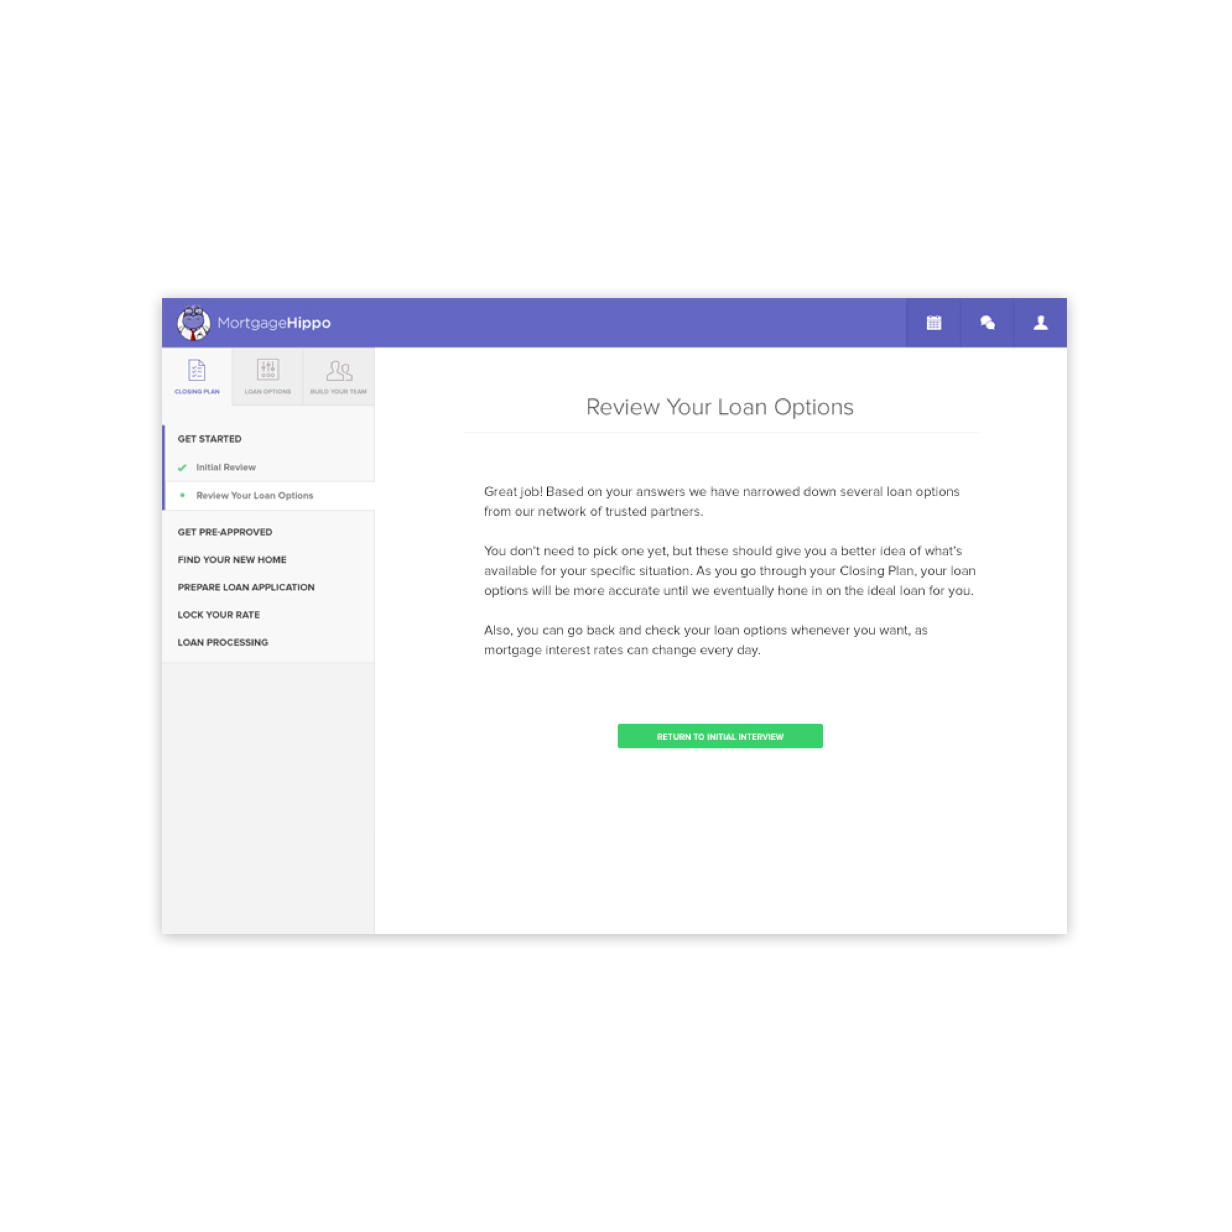 MortgageHippo
CLOSING PLAN
LOAN OPTIONS
BUILD YOUR TEAM
GET STARTED
Initial Review
Review Your Loan Options
GET PRE-APPROVED
FIND YOUR NEW HOME
PREPARE LOAN APPLICATION
LOCK YOUR RATE
LOAN PROCESSING
Review Your Loan Options
Great job! Based on your answers we have narrowed down several loan options
from our network of trusted partners.
You don't need to pick one yet, but these should give you a better idea of what's
available for your specific situation. As you go through your Closing Plan, your loan
options will be more accurate until we eventually hone in on the ideal loan for you.
Also, you can go back and check your loan options whenever you want, as
mortgage interest rates can change every day.
RETURN TO INITIAL INTERVIEW